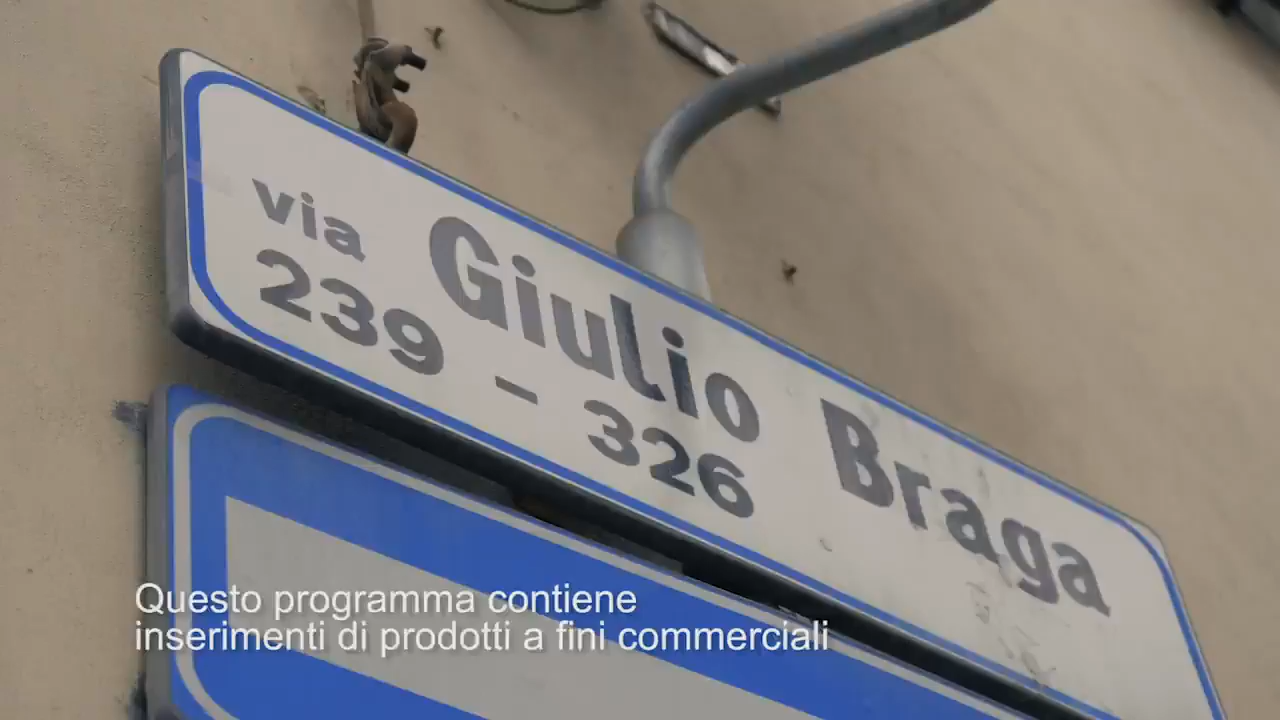 via Giulio Braga
239 - 326
Questo programma contiene
inserimenti di prodotti a fini commerciali